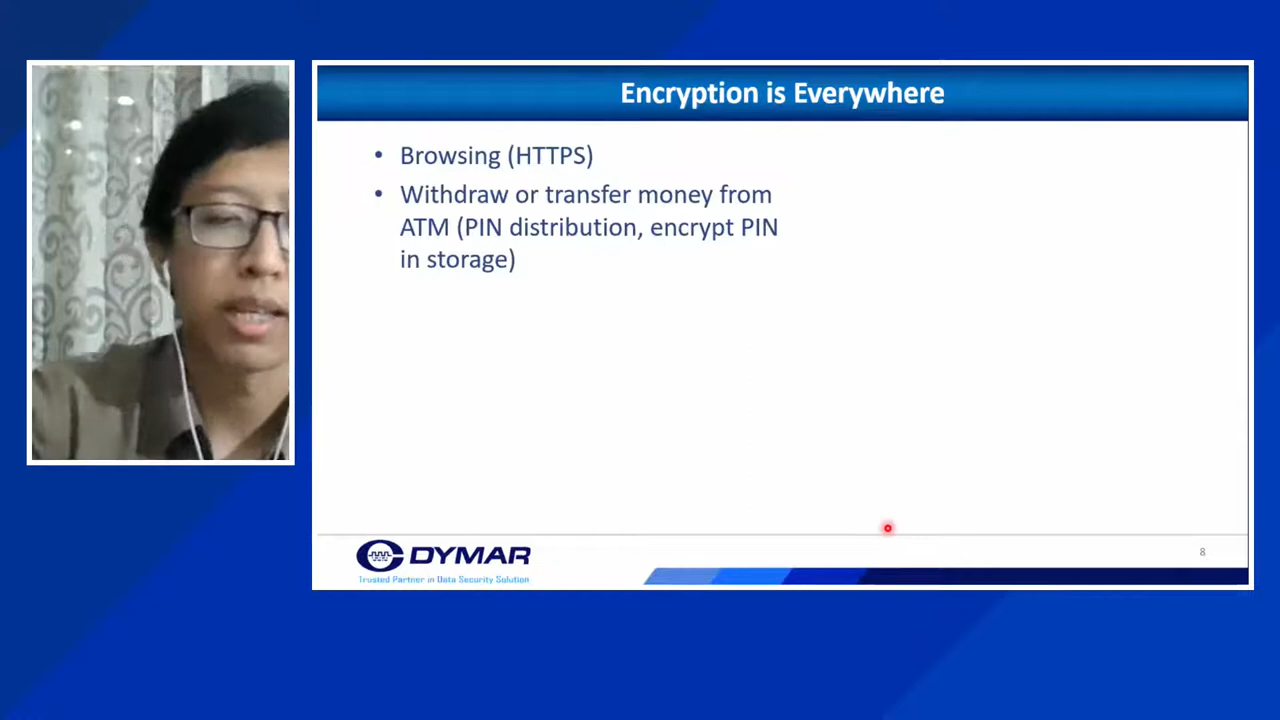 Encryption is Everywhere
• Browsing (HTTPS)
• Withdraw or transfer money from
ATM (PIN distribution, encrypt PIN
in storage)
DYMAR
Trusted Partner in Data Security Solution
8